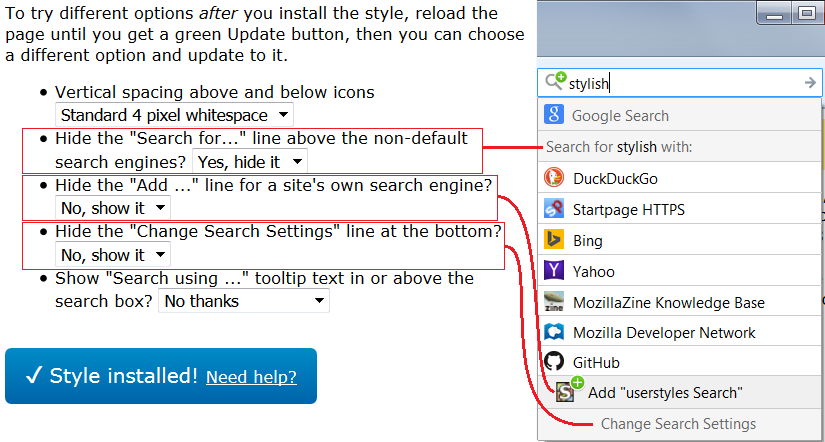 To try different options after you install the style, reload the
page until you get a green Update button, then you can choose
a different option and update to it.
• Vertical spacing above and below icons
Standard 4 pixel whitespace
• Hide the "Search for..." line above the non-default
search engines? Yes, hide it
• Hide the "Add ..." line for a site's own search engine?
No, show it
• Hide the "Change Search Settings" line at the bottom?
No, show it
• Show "Search using ..." tooltip text in or above the
search box? No thanks
✓ Style installed! Need help?
stylish
Google Search
Search for stylish with:
DuckDuckGo
Startpage HTTPS
Bing
Yahoo
MozillaZine Knowledge Base
Mozilla Developer Network
GitHub
Add "userstyles Search"
Change Search Settings